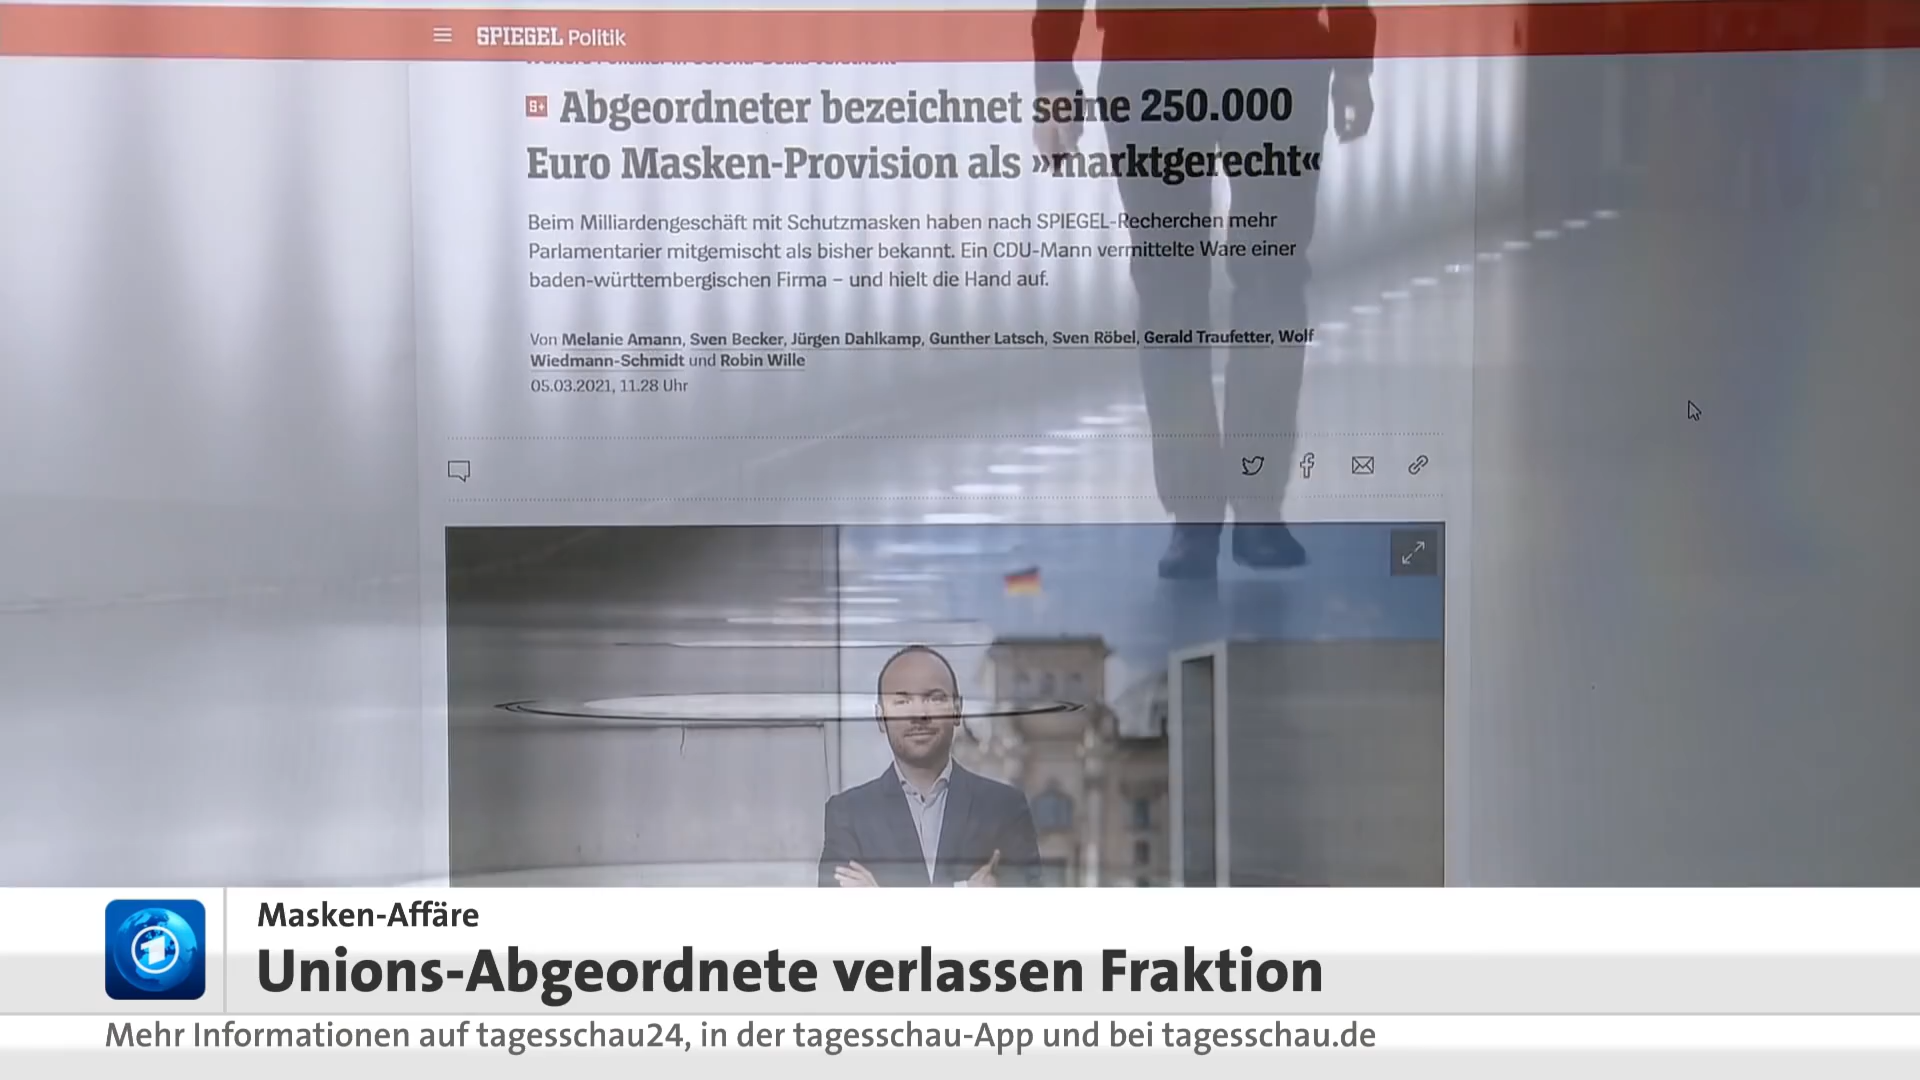 SPIEGEL Politik
S+ Abgeordneter bezeichnet seine 250.000
Euro Masken-Provision als »marktgerecht«
Beim Milliardengeschäft mit Schutzmasken haben nach SPIEGEL-Recherchen mehr
Parlamentarier mitgemischt als bisher bekannt. Ein CDU-Mann vermittelte Ware einer
baden-württembergischen Firma – und hielt die Hand auf.
Von Melanie Amann, Sven Becker, Jürgen Dahlkamp, Gunther Latsch, Sven Röbel, Gerald Traufetter, Wolf
Wiedmann-Schmidt und Robin Wille
05.03.2021, 11.28 Uhr
1
Masken-Affäre
Unions-Abgeordnete verlassen Fraktion
Mehr Informationen auf tagesschau24, in der tagesschau-App und bei tagesschau.de